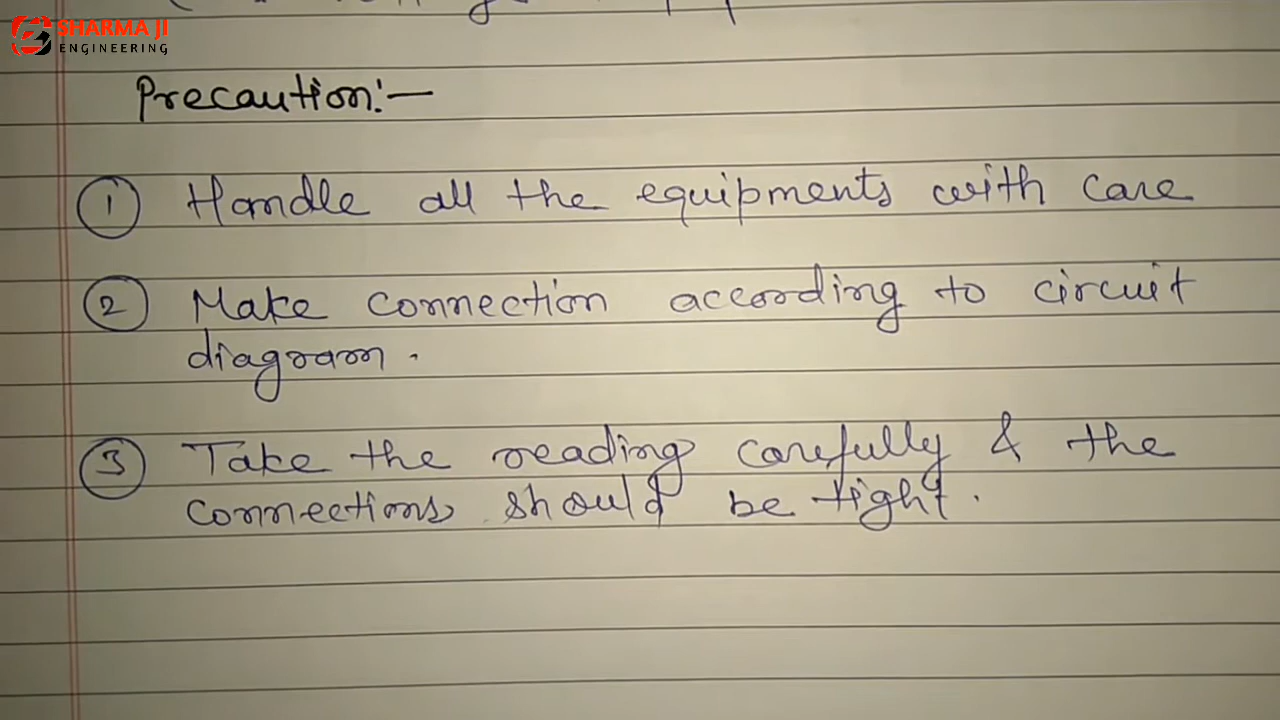 SHARMA JI
ENGINEERING
Precaution:—
① Handle all the equipments with care
② Make connection according to circuit
diagram.
③ Take the reading carefully & the
connections should be tight.